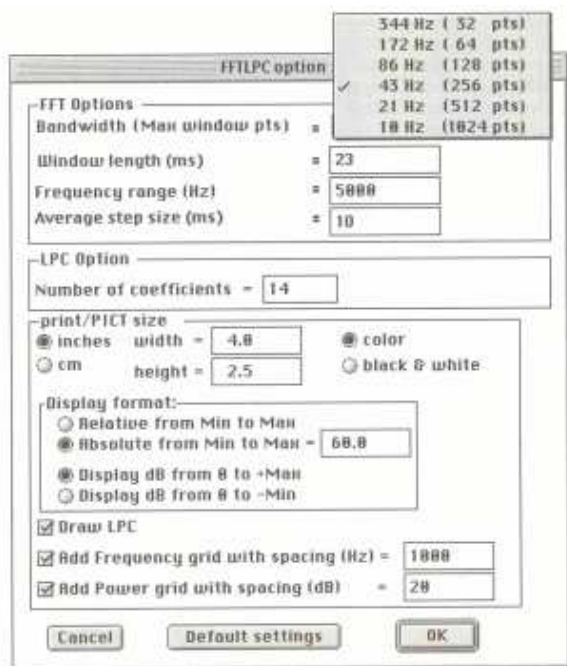 344 Hz ( 32 pts)
172 Hz ( 64 pts)
86 Hz (128 pts)
✓ 43 Hz (256 pts)
21 Hz (512 pts)
10 Hz (1024 pts)
FFTLPC option
FFT Options
Bandwidth (Max window pts) =
Window length (ms) = 23
Frequency range (Hz) = 5000
Average step size (ms) = 10
LPC Option
Number of coefficients = 14
print/PICT size
inches width = 4.0 color
cm height = 2.5 black & white
Display format:
Relative from Min to Max
Absolute from Min to Max = 60.0
Display dB from 0 to +Max
Display dB from 0 to -Min
Draw LPC
Add Frequency grid with spacing (Hz) = 1000
Add Power grid with spacing (dB) = 20
Cancel Default settings OK